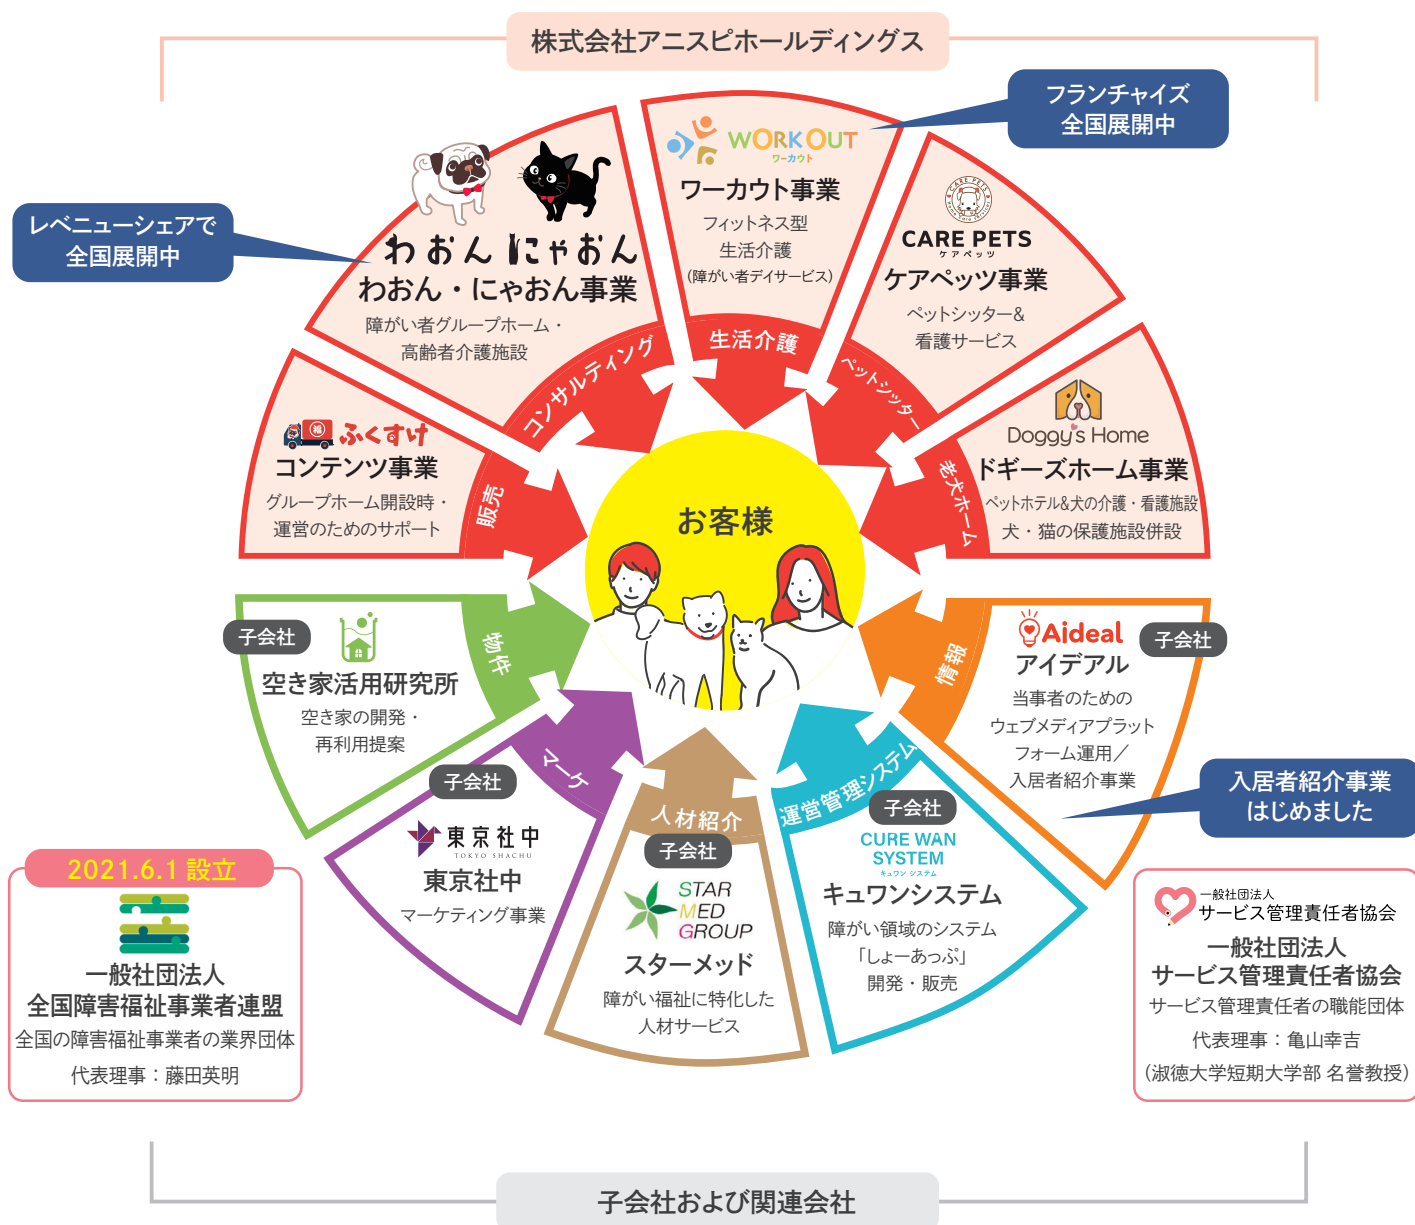 株式会社アニスピホールディングス
フランチャイズ
全国展開中
レベニューシェアで
全国展開中
わおん にゃおん
わおん・にゃおん事業
障がい者グループホーム・
高齢者介護施設
コンサルティング
WORK OUT
ワーカウト
ワーカウト事業
フィットネス型
生活介護
(障がい者デイサービス)
生活介護
CARE PETS
CARE PETS
ケアペッツ
ケアペッツ事業
ペットシッター&
看護サービス
ペットシッター
福
ふくすけ
コンテンツ事業
グループホーム開設時・
運営のためのサポート
販売
Doggy's Home
ドギーズホーム事業
ペットホテル&犬の介護・看護施設
犬・猫の保護施設併設
老犬ホーム
お客様
子会社
空き家活用研究所
空き家の開発・
再利用提案
物件
Aideal
子会社
アイデアル
当事者のための
ウェブメディアプラット
フォーム運用／
入居者紹介事業
情報
入居者紹介事業
はじめました
マーケ
子会社
東京社中
TOKYO SHACHU
東京社中
マーケティング事業
人材紹介
子会社
STAR
MED
GROUP
スターメッド
障がい福祉に特化した
人材サービス
運営管理システム
子会社
CURE WAN
SYSTEM
キュワン システム
キュワンシステム
障がい領域のシステム
「しょーあっぷ」
開発・販売
2021.6.1 設立
一般社団法人
全国障害福祉事業者連盟
全国の障害福祉事業者の業界団体
代表理事：藤田英明
一般社団法人
サービス管理責任者協会
一般社団法人
サービス管理責任者協会
サービス管理責任者の職能団体
代表理事：亀山幸吉
(淑徳大学短期大学部 名誉教授)
子会社および関連会社